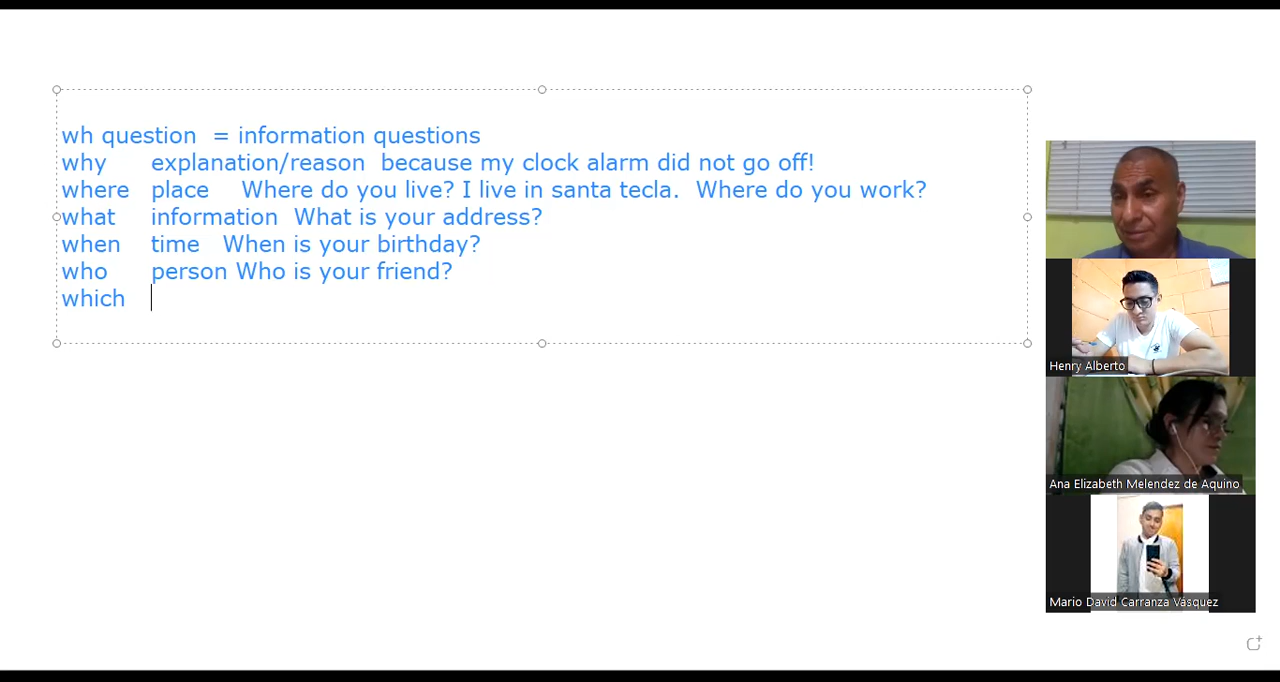 wh question = information questions
why explanation/reason because my clock alarm did not go off!
where place Where do you live? I live in santa tecla. Where do you work?
what information What is your address?
when time When is your birthday?
who person Who is your friend?
which
Henry Alberto
Ana Elizabeth Melendez de Aquino
Mario David Carranza Vásquez